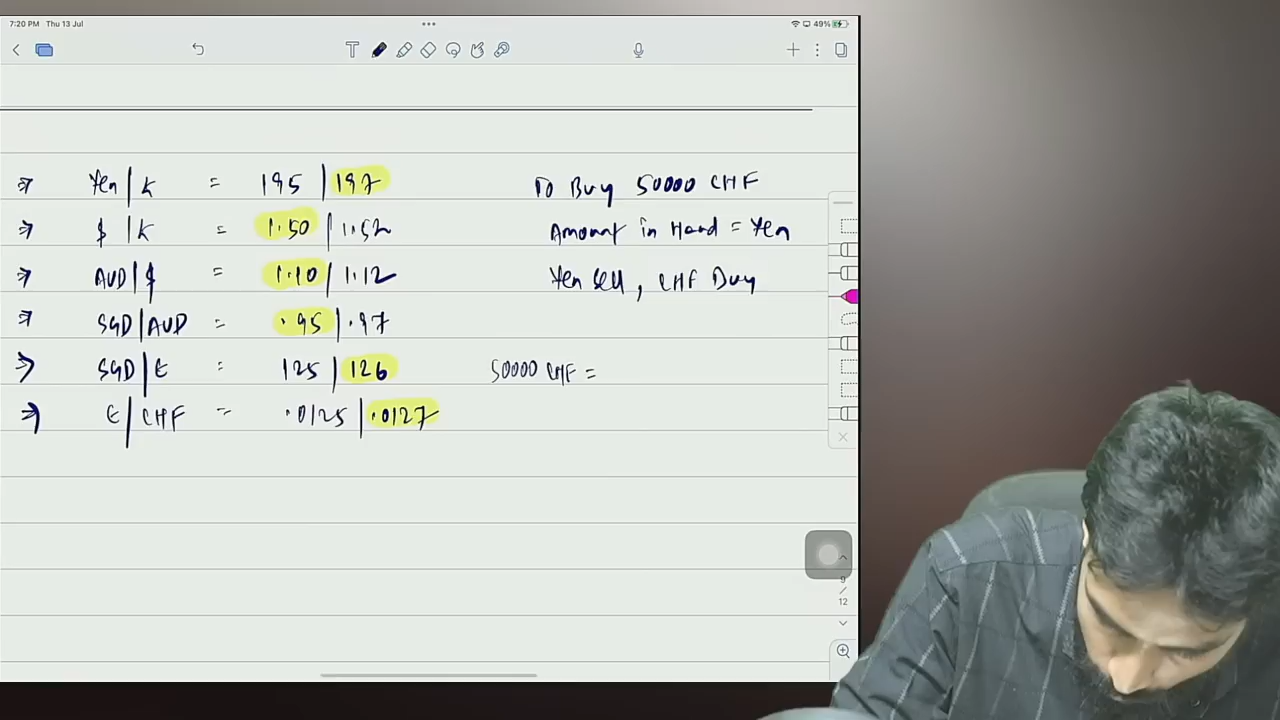 7:20 PM Thu 13 Jul
49%
⇒ Yen | £ = 195 | 197
⇒ $ | £ = 1.50 | 1.52
⇒ AUD | $ = 1.10 | 1.12
⇒ SGD | AUD = .95 | .97
⇒ SGD | € = 125 | 126
⇒ € | CHF = .0125 | .0127
To Buy 50000 CHF
Amount in Hand = Yen
Yen Sell, CHF Buy
50000 CHF =
9
/
12